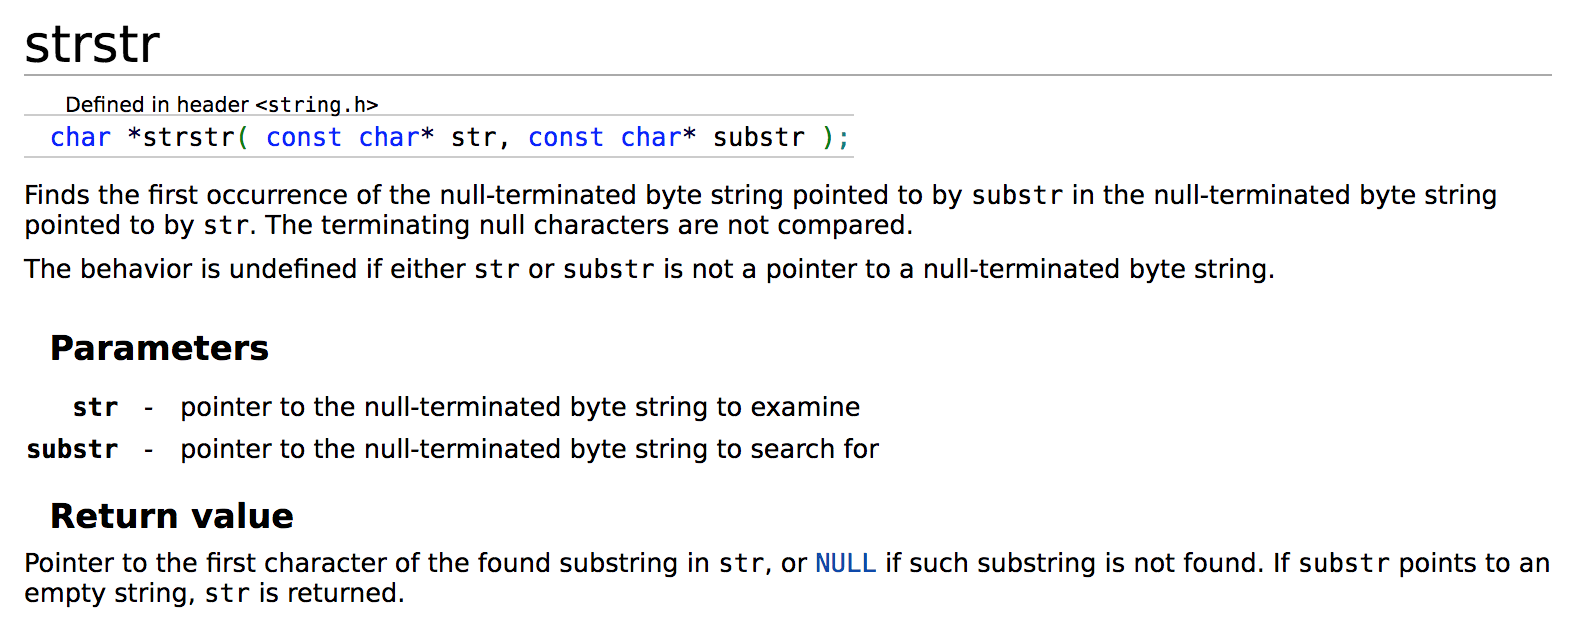 strstr
Defined in header <string.h>
char *strstr( const char* str, const char* substr );
Finds the first occurrence of the null-terminated byte string pointed to by substr in the null-terminated byte string
pointed to by str. The terminating null characters are not compared.
The behavior is undefined if either str or substr is not a pointer to a null-terminated byte string.
Parameters
str - pointer to the null-terminated byte string to examine
substr - pointer to the null-terminated byte string to search for
Return value
Pointer to the first character of the found substring in str, or NULL if such substring is not found. If substr points to an
empty string, str is returned.